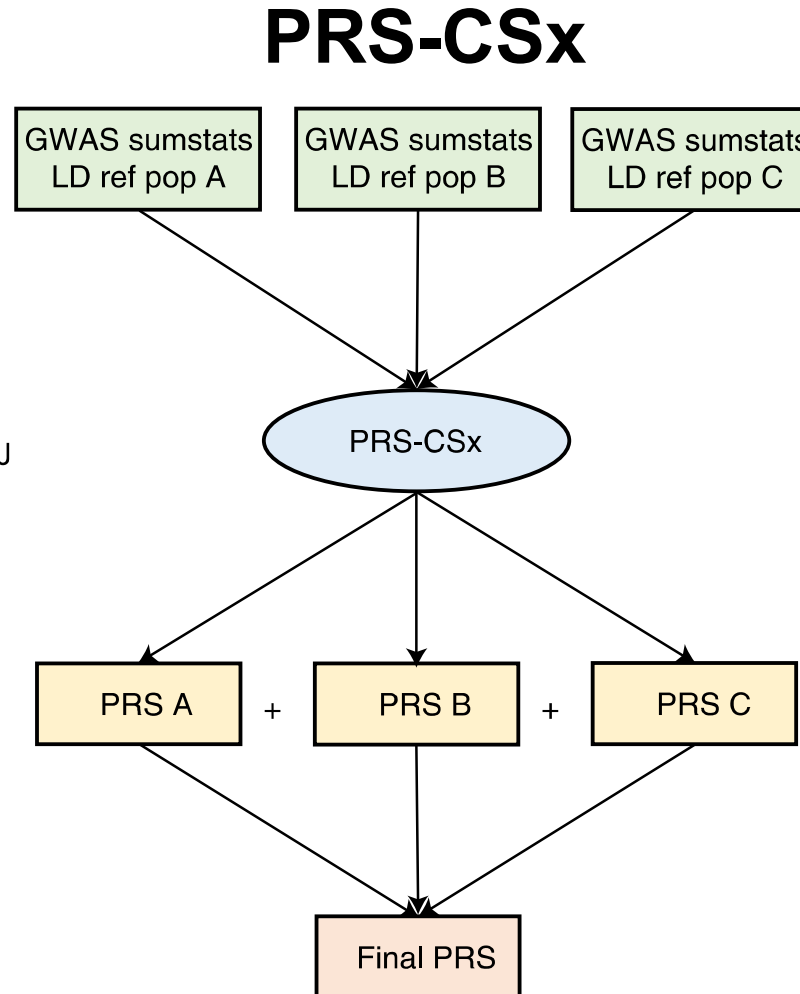 PRS-CSx
GWAS sumstats
LD ref pop A
GWAS sumstats
LD ref pop B
GWAS sumstats
LD ref pop C
PRS-CSx
PRS A + PRS B + PRS C
Final PRS